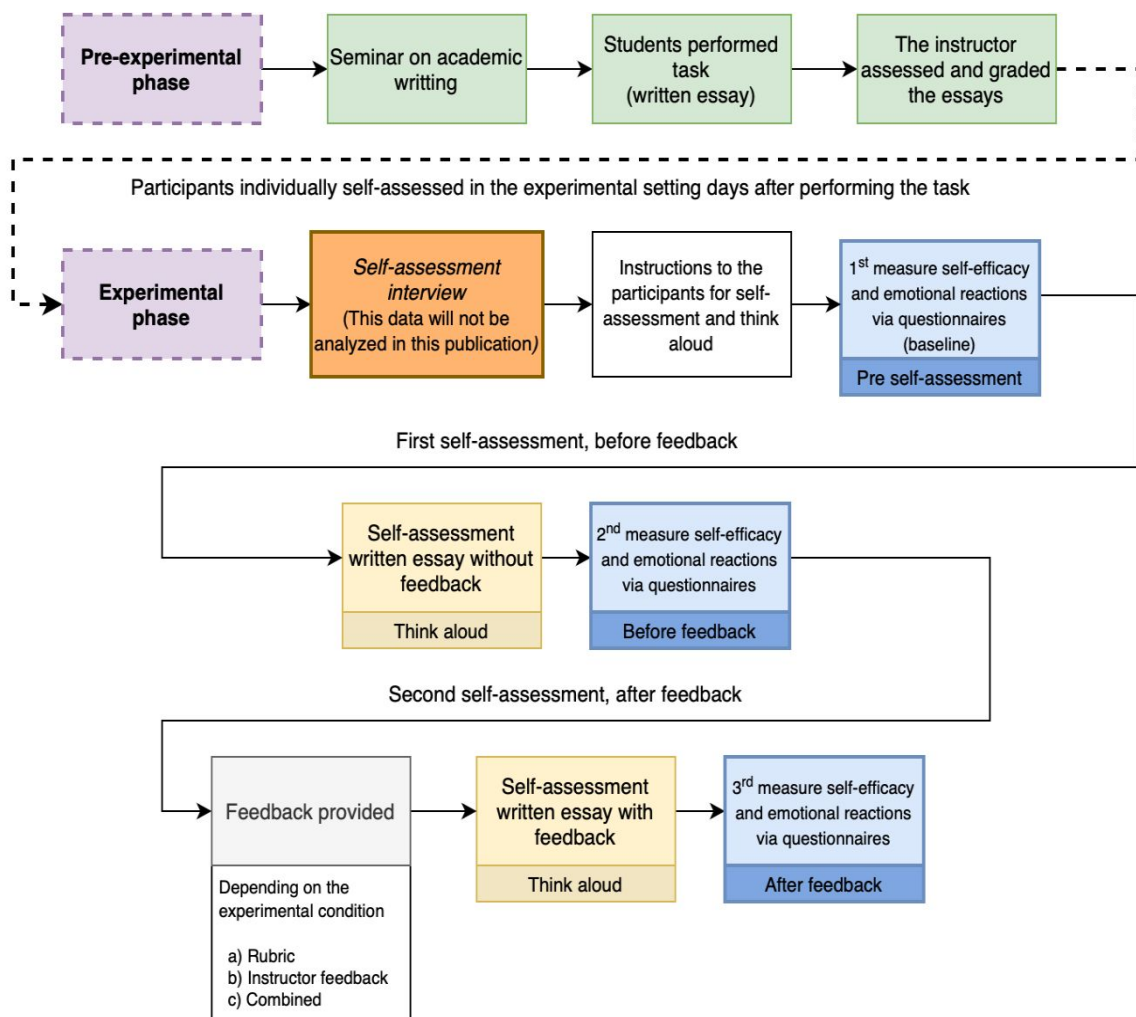 Pre-experimental
phase
Seminar on academic
writting
Students performed
task
(written essay)
The instructor
assessed and graded
the essays
Participants individually self-assessed in the experimental setting days after performing the task
Experimental
phase
Self-assessment
interview
(This data will not be
analyzed in this publication)
Instructions to the
participants for self-
assessment and think
aloud
1st measure self-efficacy
and emotional reactions
via questionnaires
(baseline)
Pre self-assessment
First self-assessment, before feedback
Self-assessment
written essay without
feedback
Think aloud
2nd measure self-efficacy
and emotional reactions
via questionnaires
Before feedback
Second self-assessment, after feedback
Feedback provided
Depending on the
experimental condition
a) Rubric
b) Instructor feedback
c) Combined
Self-assessment
written essay with
feedback
Think aloud
3rd measure self-efficacy
and emotional reactions
via questionnaires
After feedback